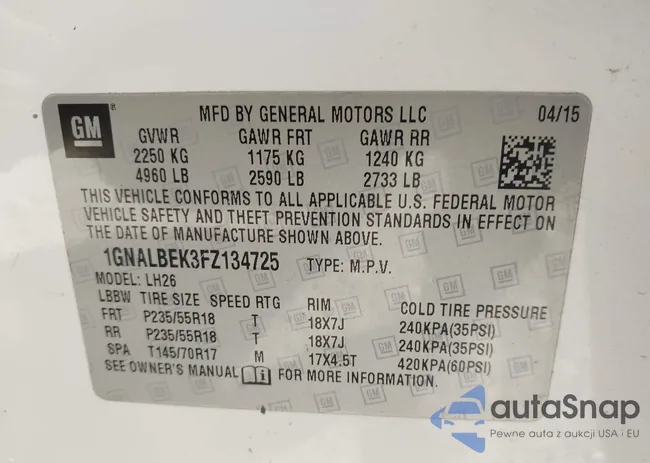 GM
®
MFD BY GENERAL MOTORS LLC 04/15
GVWR GAWR FRT GAWR RR
2250 KG 1175 KG 1240 KG
4960 LB 2590 LB 2733 LB
THIS VEHICLE CONFORMS TO ALL APPLICABLE U.S. FEDERAL MOTOR
VEHICLE SAFETY AND THEFT PREVENTION STANDARDS IN EFFECT ON
THE DATE OF MANUFACTURE SHOWN ABOVE.
1GNALBEK3FZ134725 TYPE: M.P.V.
MODEL: LH26
LBBW TIRE SIZE SPEED RTG RIM COLD TIRE PRESSURE
FRT P235/55R18 T 18X7J 240KPA(35PSI)
RR P235/55R18 T 18X7J 240KPA(35PSI)
SPA T145/70R17 M 17X4.5T 420KPA(60PSI)
SEE OWNER'S MANUAL FOR MORE INFORMATION.
autaSnap
Pewne auta z aukcji USA i EU